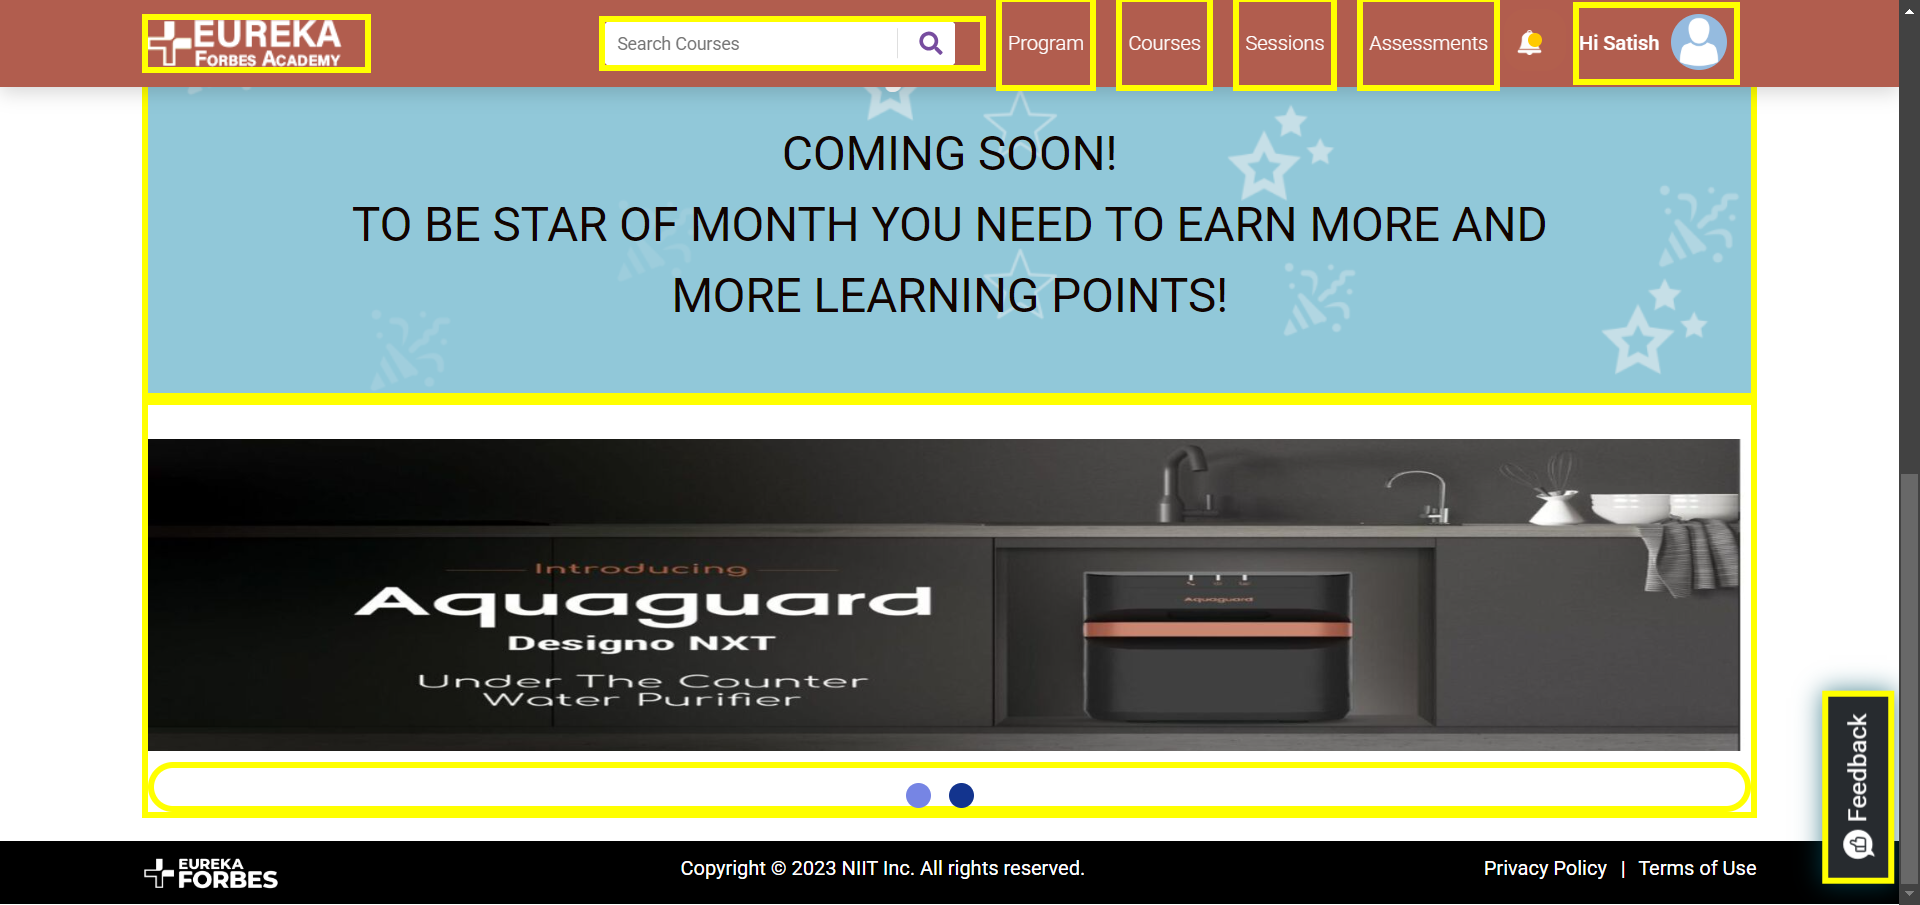 EUREKA
FORBES ACADEMY
Search Courses
Program
Courses
Sessions
Assessments
Hi Satish
COMING SOON!
TO BE STAR OF MONTH YOU NEED TO EARN MORE AND
MORE LEARNING POINTS!
Introducing
Aquaguard
Designo NXT
Under The Counter
Water Purifier
Aquaguard
Feedback
EUREKA
FORBES
Copyright © 2023 NIIT Inc. All rights reserved.
Privacy Policy | Terms of Use